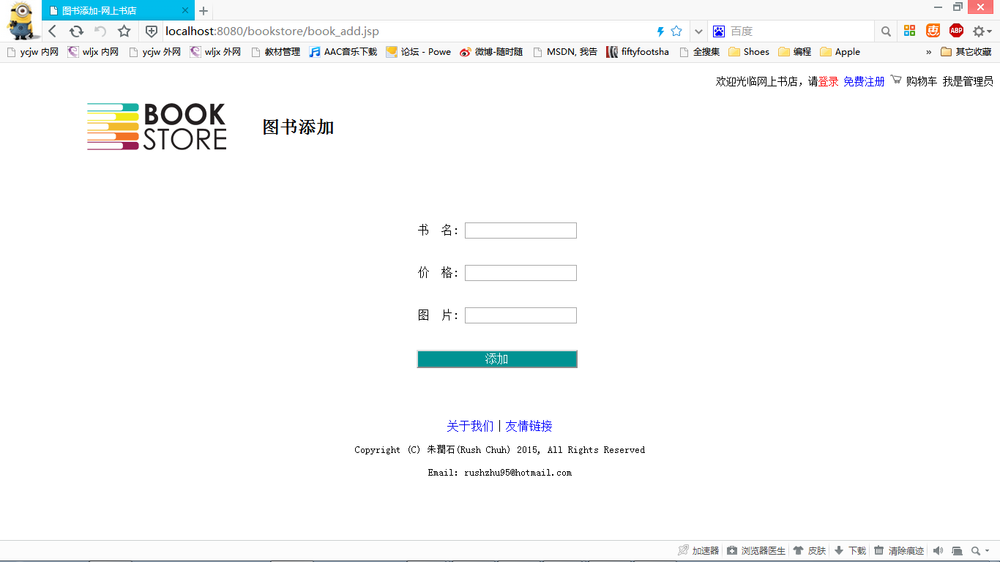 图书添加-网上书店
localhost:8080/bookstore/book_add.jsp
百度
惠
ABP
ycjw 内网 wljx 内网 ycjw 外网 wljx 外网 教材管理 AAC音乐下载 论坛 - Powe 微博-随时随 MSDN, 我告 fiftyfootsha 全搜集 Shoes 编程 Apple » 其它收藏
欢迎光临网上书店，请登录 免费注册 购物车 我是管理员
BOOK
STORE
图书添加
书 名：
价 格：
图 片：
添加
关于我们 | 友情链接
Copyright (C) 朱潤石(Rush Chuh) 2015, All Rights Reserved
Email: rushzhu95@hotmail.com
加速器 浏览器医生 皮肤 下载 清除痕迹